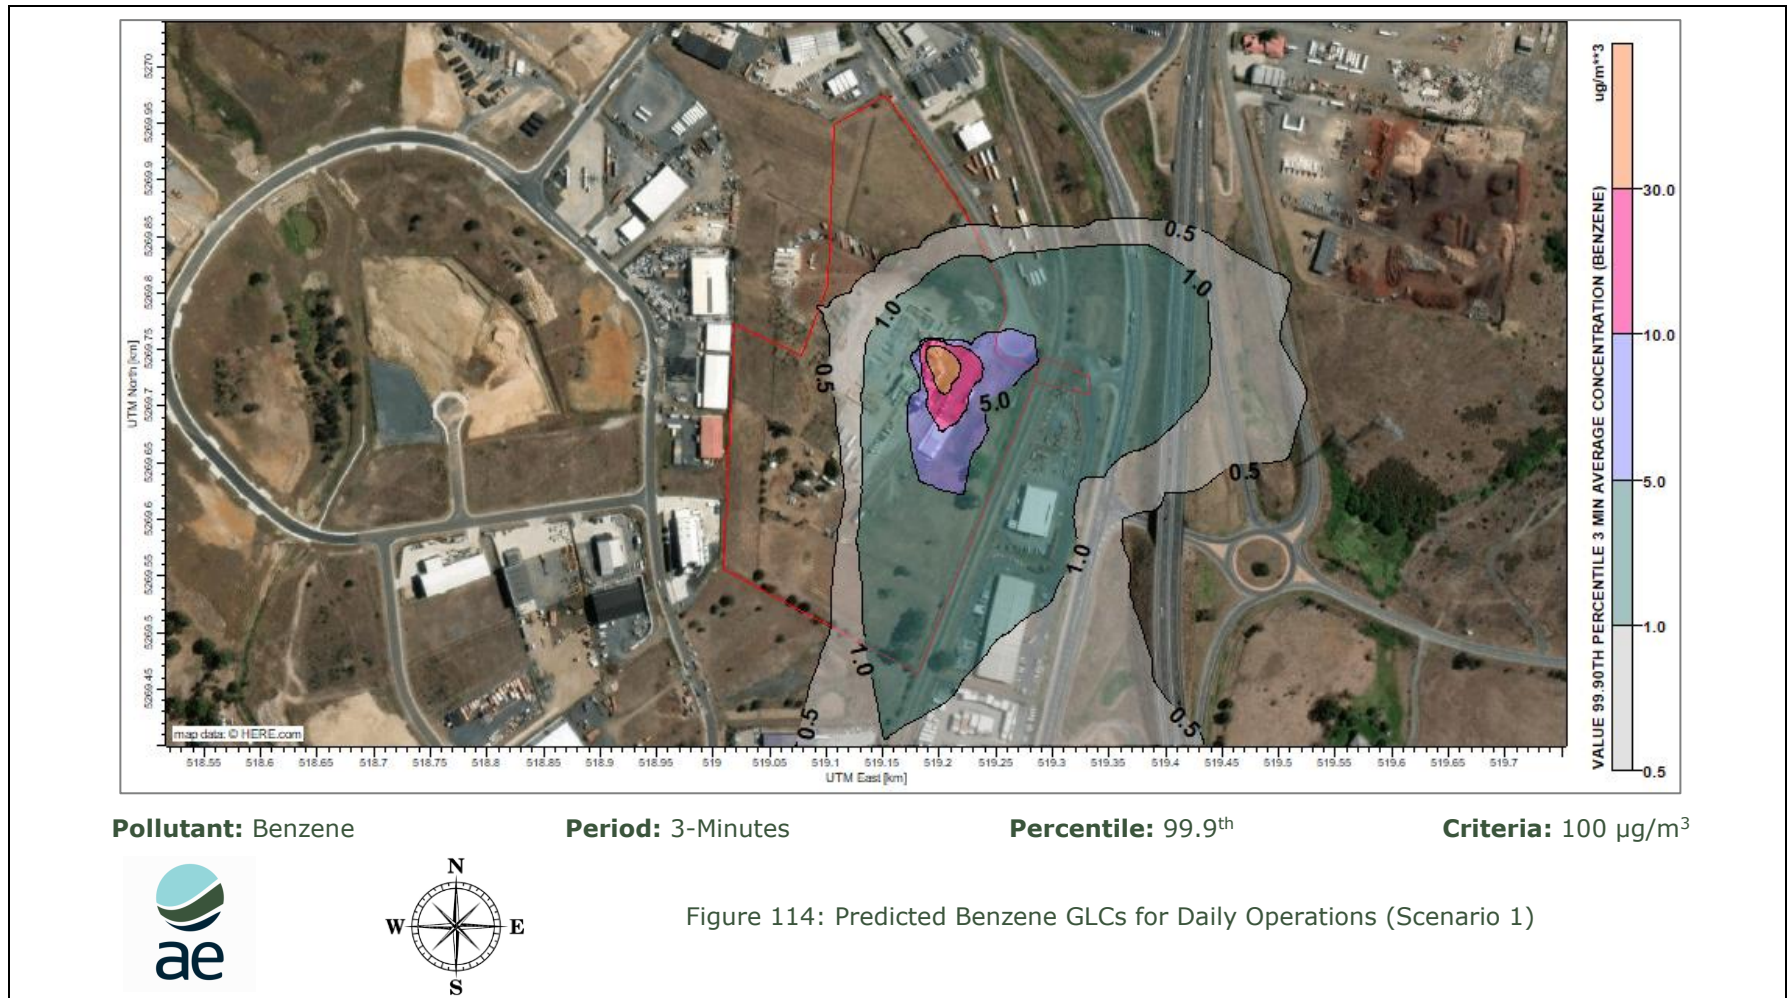 ug/m**3
VALUE 99.90TH PERCENTILE 3 MIN AVERAGE CONCENTRATION (BENZENE)
30.0
10.0
5.0
1.0
0.5
UTM North [km]
5270
5269.95
5269.9
5269.85
5269.8
5269.75
5269.7
5269.65
5269.6
5269.55
5269.5
5269.45
0.5
1.0
1.0
0.5
5.0
0.5
1.0
1.0
0.5
0.5
map data: © HERE.com
518.55 518.6 518.65 518.7 518.75 518.8 518.85 518.9 518.95 519 519.05 519.1 519.15 519.2 519.25 519.3 519.35 519.4 519.45 519.5 519.55 519.6 519.65 519.7
UTM East [km]
Pollutant: Benzene Period: 3-Minutes Percentile: 99.9th Criteria: 100 µg/m3
ae
N
W E
S
Figure 114: Predicted Benzene GLCs for Daily Operations (Scenario 1)